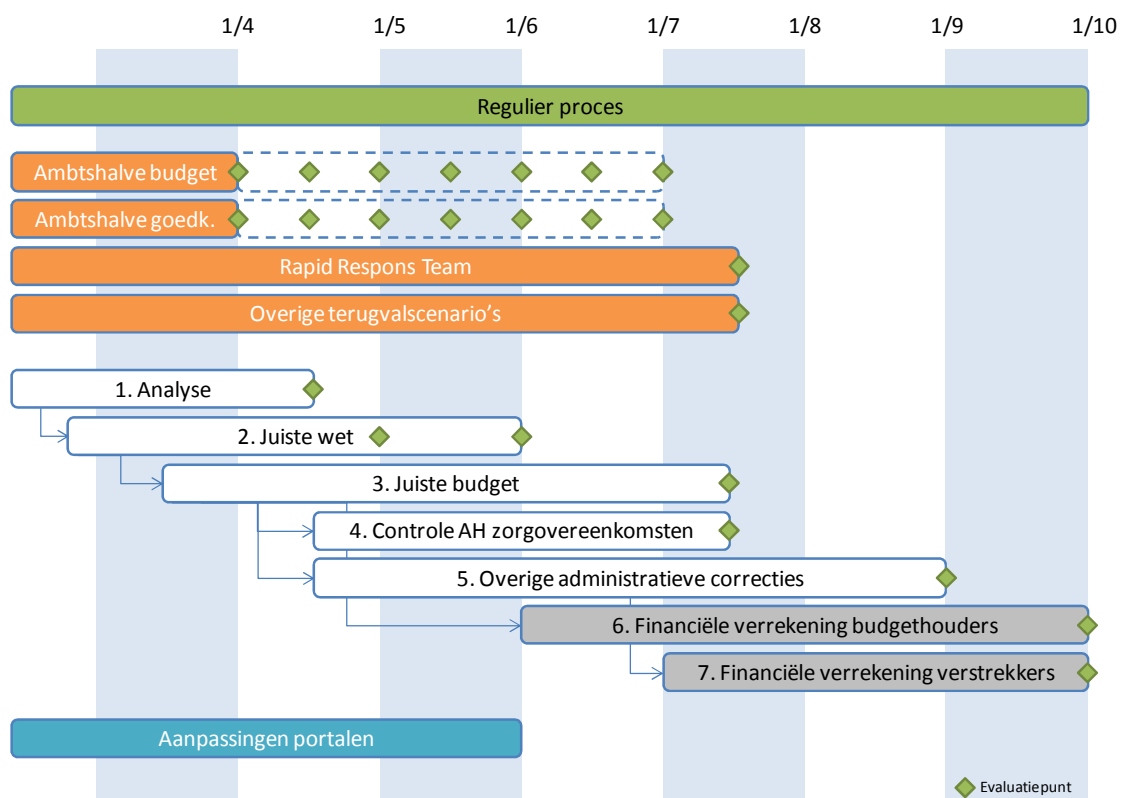 1/4 1/5 1/6 1/7 1/8 1/9 1/10
Regulier proces
Ambtshalve budget
Ambtshalve goedk.
Rapid Respons Team
Overige terugvalscenario's
1. Analyse
2. Juiste wet
3. Juiste budget
4. Controle AH zorgovereenkomsten
5. Overige administratieve correcties
6. Financiële verrekening budgethouders
7. Financiële verrekening verstrekkers
Aanpassingen portalen
Evaluatiepunt